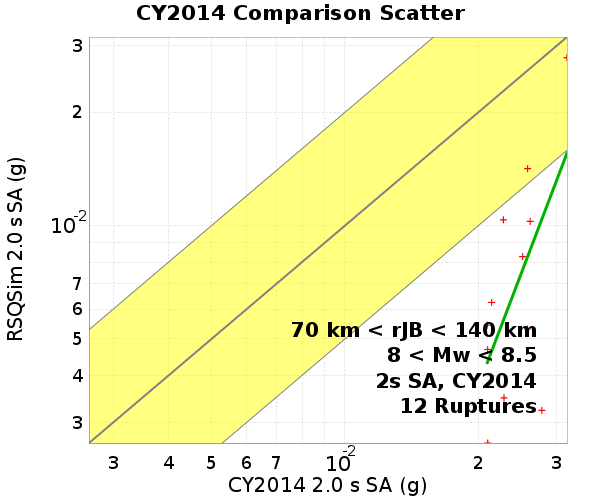 CY2014 Comparison Scatter
RSQSim 2.0 s SA (g)
3
2
10-2
7
6
5
4
3
70 km < rJB < 140 km
8 < Mw < 8.5
2s SA, CY2014
12 Ruptures
3 4 5 6 7 10-2 2 3
CY2014 2.0 s SA (g)